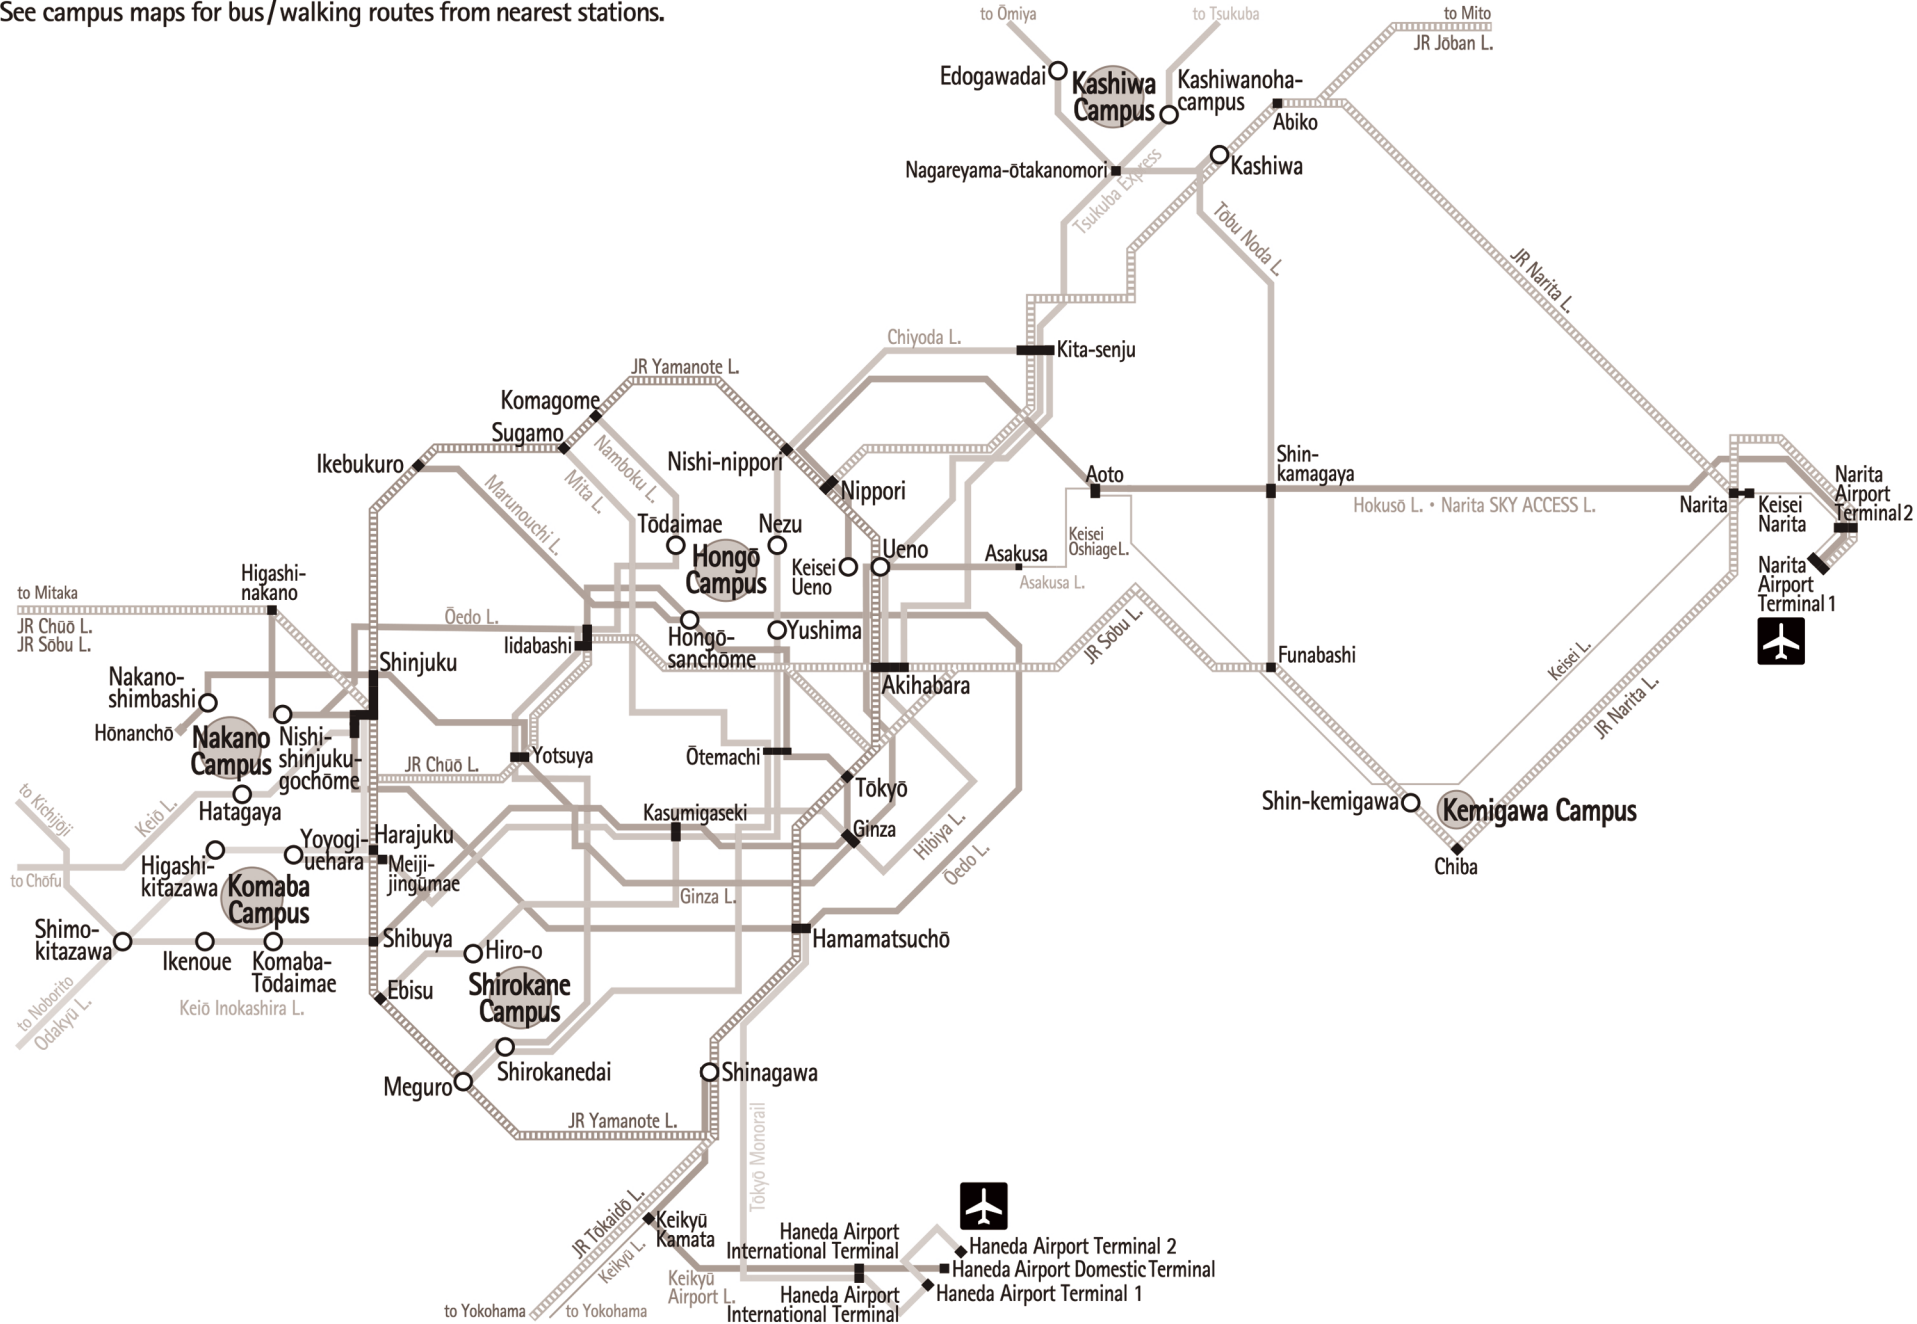 See campus maps for bus/walking routes from nearest stations.
to Ōmiya
to Tsukuba
to Mito
JR Jōban L.
Edogawadai
Kashiwa
Campus
Kashiwanoha-
campus
Abiko
Nagareyama-ōtakanomori
Kashiwa
Tsukuba Express
Tōbu Noda L.
JR Narita L.
Chiyoda L.
Kita-senju
JR Yamanote L.
Komagome
Sugamo
Ikebukuro
Namboku L.
Mita L.
Marunouchi L.
Nishi-nippori
Nippori
Aoto
Shin-
kamagaya
Hokusō L. • Narita SKY ACCESS L.
Narita
Keisei
Narita
Narita
Airport
Terminal 2
Narita
Airport
Terminal 1
Tōdaimae
Nezu
Hongō
Campus
Keisei
Ueno
Ueno
Asakusa
Asakusa L.
Keisei
Oshiage L.
Higashi-
nakano
to Mitaka
JR Chūō L.
JR Sōbu L.
Ōedo L.
Iidabashi
Hongō-
sanchōme
Yushima
JR Sōbu L.
Funabashi
Keisei L.
JR Narita L.
Akihabara
Shinjuku
Nakano-
shimbashi
Hōnanchō
Nakano
Campus
Nishi-
shinjuku-
gochōme
JR Chūō L.
Yotsuya
Ōtemachi
Tōkyō
Hatagaya
Keiō L.
to Kichijōji
to Chōfu
Kasumigaseki
Ginza
Hibiya L.
Ōedo L.
Shin-kemigawa
Kemigawa Campus
Chiba
Harajuku
Yoyogi-
uehara
Meiji-
jingūmae
Higashi-
kitazawa
Komaba
Campus
Ginza L.
Shimo-
kitazawa
Ikenoue
Komaba-
Tōdaimae
Shibuya
Hamamatsuchō
Hiro-o
Ebisu
Shirokane
Campus
to Noborito
Odakyū L.
Keiō Inokashira L.
Shirokanedai
Meguro
Shinagawa
JR Yamanote L.
Tōkyō Monorail
JR Tōkaidō L.
Keikyū L.
Keikyū
Kamata
Keikyū
Airport L.
to Yokohama
to Yokohama
Haneda Airport
International Terminal
Haneda Airport
International Terminal
Haneda Airport Terminal 2
Haneda Airport Domestic Terminal
Haneda Airport Terminal 1